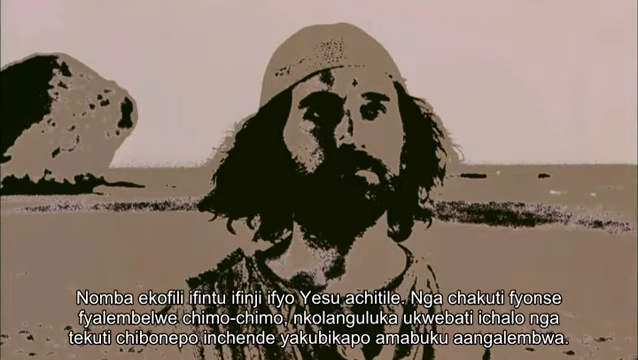 Nomba ekofili ifintu ifinji ifyo Yesu achitile. Nga chakuti fyonse
fyalembelwe chimo-chimo, nkolanguluka ukwebati ichalo nga
tekuti chibonepo inchende yakubikapo amabuku aangalembwa.